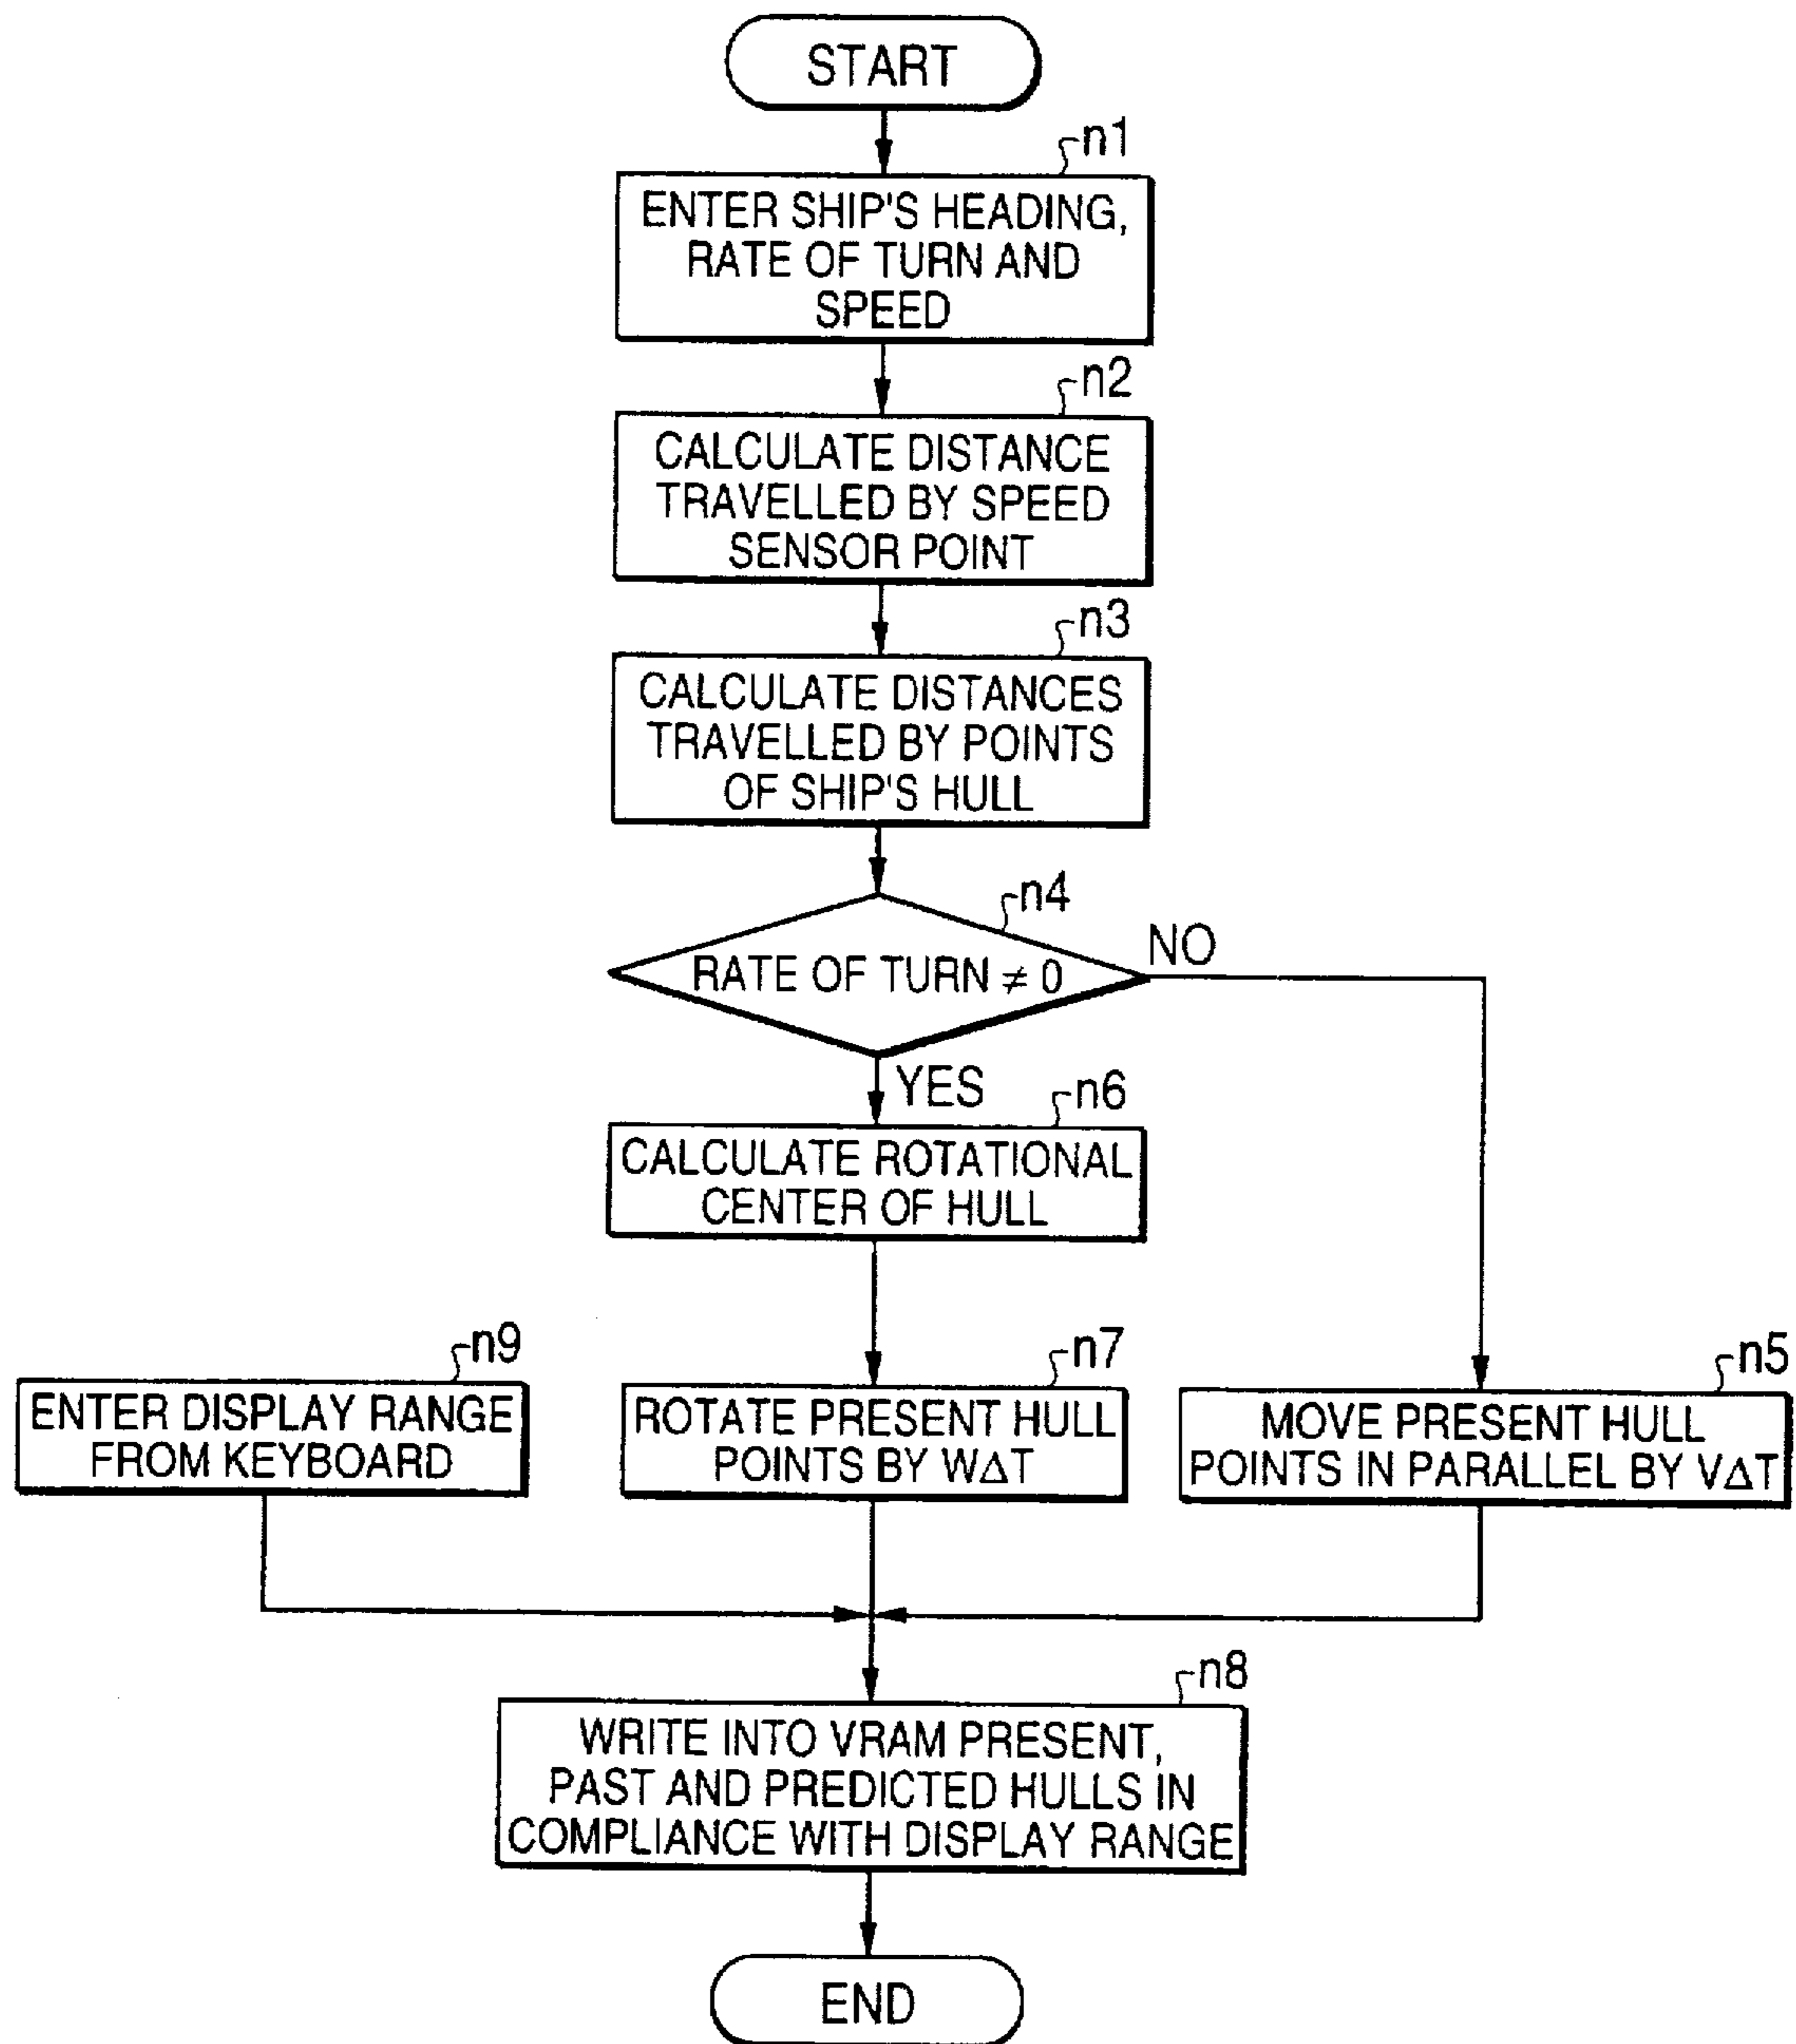 START
n1
ENTER SHIP'S HEADING,
RATE OF TURN AND
SPEED
n2
CALCULATE DISTANCE
TRAVELLED BY SPEED
SENSOR POINT
n3
CALCULATE DISTANCES
TRAVELLED BY POINTS
OF SHIP'S HULL
n4
RATE OF TURN ≠ 0
NO
YES
n6
CALCULATE ROTATIONAL
CENTER OF HULL
n9
ENTER DISPLAY RANGE
FROM KEYBOARD
n7
ROTATE PRESENT HULL
POINTS BY WΔT
n5
MOVE PRESENT HULL
POINTS IN PARALLEL BY VΔT
n8
WRITE INTO VRAM PRESENT,
PAST AND PREDICTED HULLS IN
COMPLIANCE WITH DISPLAY RANGE
END